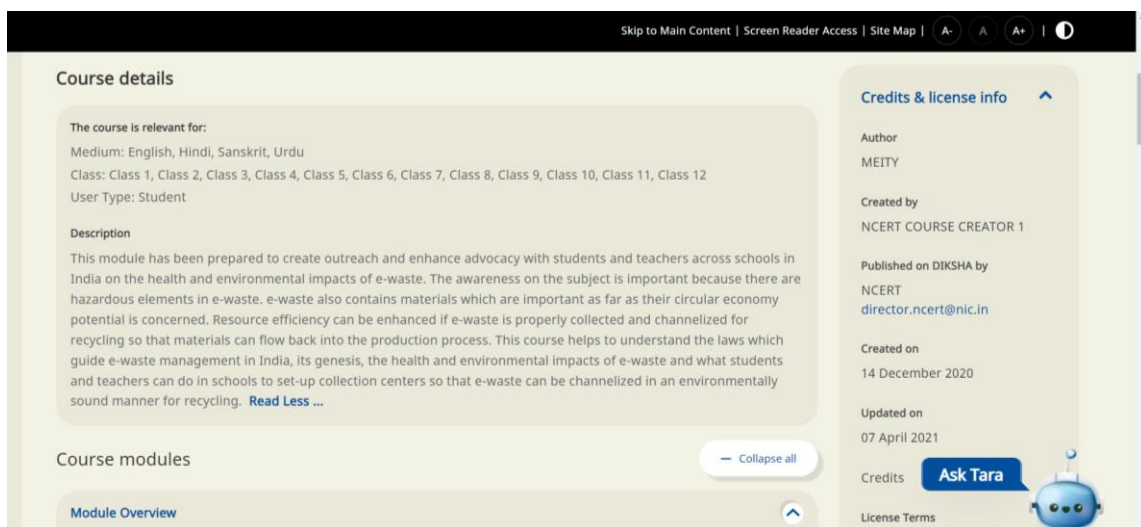 Skip to Main Content | Screen Reader Access | Site Map | A- A A+ |
Course details
The course is relevant for:
Medium: English, Hindi, Sanskrit, Urdu
Class: Class 1, Class 2, Class 3, Class 4, Class 5, Class 6, Class 7, Class 8, Class 9, Class 10, Class 11, Class 12
User Type: Student
Description
This module has been prepared to create outreach and enhance advocacy with students and teachers across schools in
India on the health and environmental impacts of e-waste. The awareness on the subject is important because there are
hazardous elements in e-waste. e-waste also contains materials which are important as far as their circular economy
potential is concerned. Resource efficiency can be enhanced if e-waste is properly collected and channelized for
recycling so that materials can flow back into the production process. This course helps to understand the laws which
guide e-waste management in India, its genesis, the health and environmental impacts of e-waste and what students
and teachers can do in schools to set-up collection centers so that e-waste can be channelized in an environmentally
sound manner for recycling. Read Less ...
Course modules
− Collapse all
Module Overview
Credits & license info
Author
MEITY
Created by
NCERT COURSE CREATOR 1
Published on DIKSHA by
NCERT
director.ncert@nic.in
Created on
14 December 2020
Updated on
07 April 2021
Credits
Ask Tara
License Terms